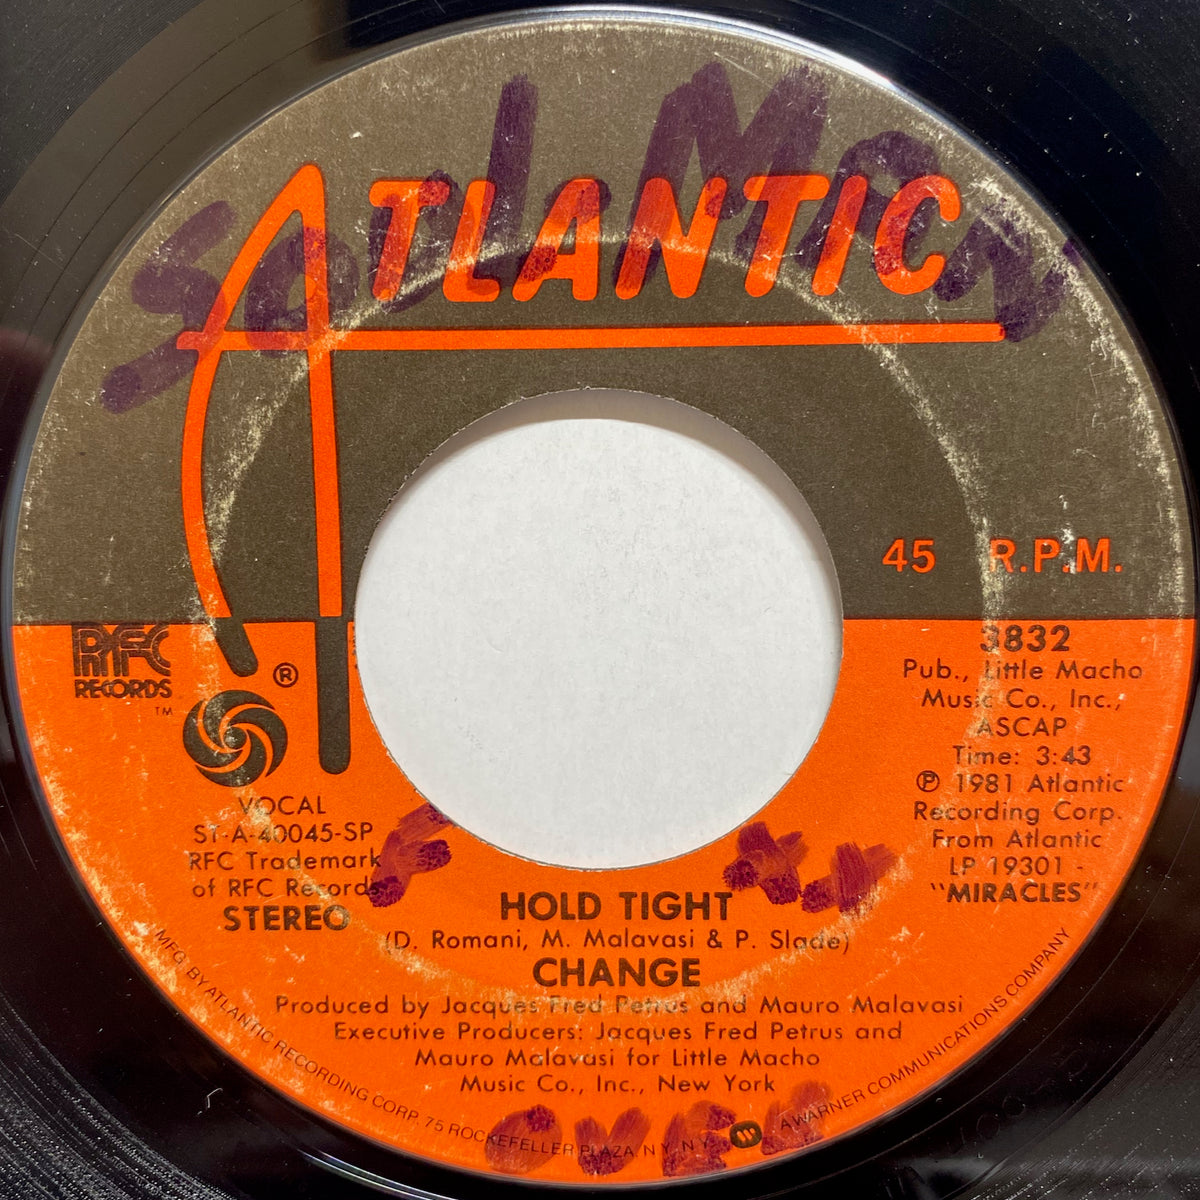 Soul Man
ATLANTIC
45 R.P.M.
RFC
RECORDS
TM
®
3832
Pub., Little Macho
Music Co., Inc.,
ASCAP
Time: 3:43
℗ 1981 Atlantic
Recording Corp.
From Atlantic
LP 19301 -
"MIRACLES"
VOCAL
ST-A-40045-SP
RFC Trademark
of RFC Records
STEREO
HOLD TIGHT
(D. Romani, M. Malavasi & P. Slade)
CHANGE
Produced by Jacques Fred Petrus and Mauro Malavasi
Executive Producers: Jacques Fred Petrus and
Mauro Malavasi for Little Macho
Music Co., Inc., New York
MFG. BY ATLANTIC RECORDING CORP. 75 ROCKEFELLER PLAZA. N.Y. N.Y. A WARNER COMMUNICATIONS COMPANY